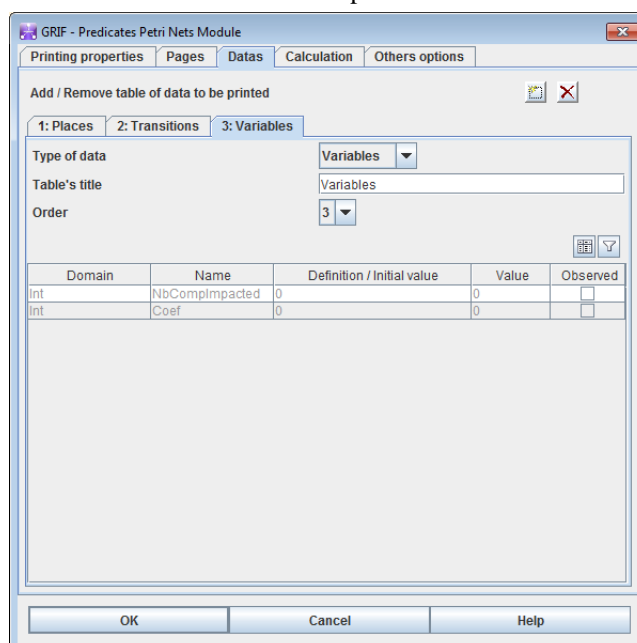 GRIF - Predicates Petri Nets Module
Printing properties Pages Datas Calculation Others options
Add / Remove table of data to be printed
1: Places 2: Transitions 3: Variables
Type of data Variables
Table's title Variables
Order 3
Domain Name Definition / Initial value Value Observed
Int NbCompImpacted 0 0
Int Coef 0 0
OK Cancel Help